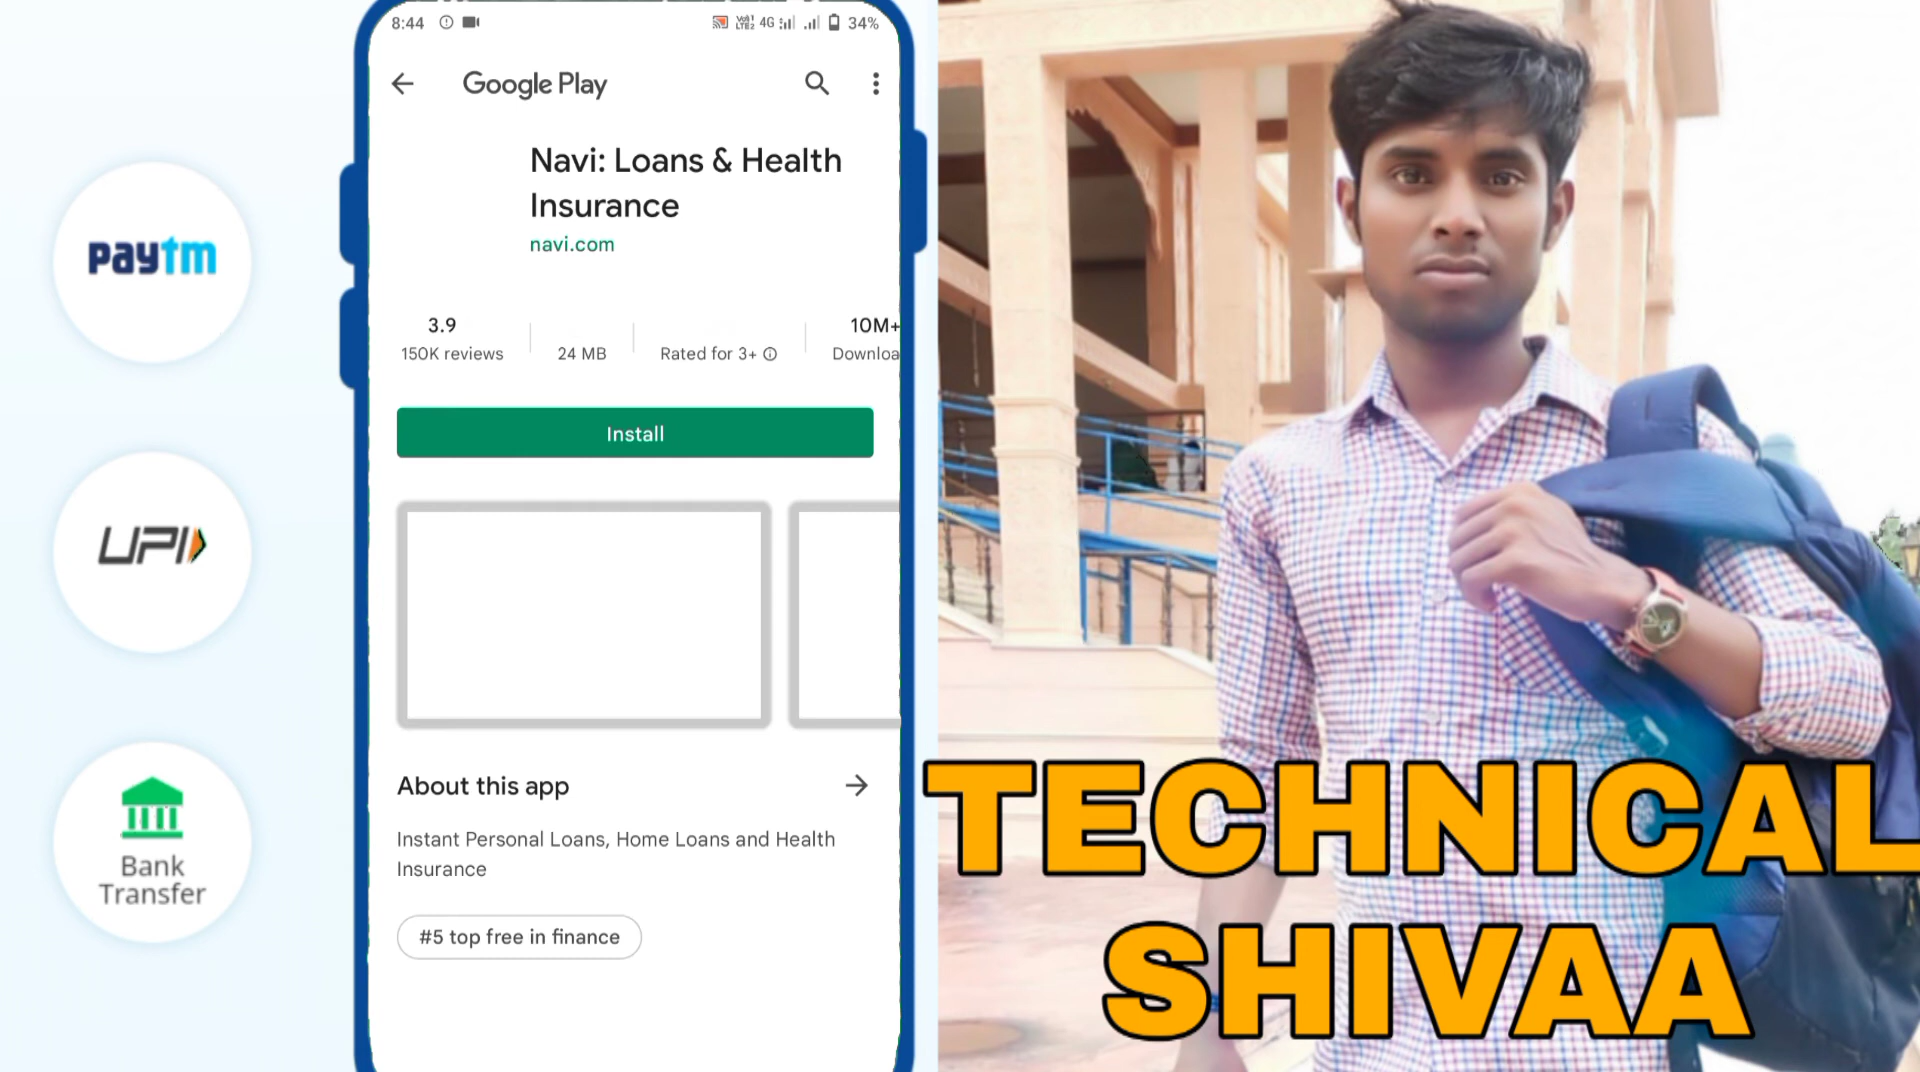 paytm
UPI
Bank
Transfer
8:44
4G
34%
Google Play
Navi: Loans & Health
Insurance
navi.com
3.9
150K reviews
24 MB
Rated for 3+
10M+
Downloa
Install
About this app
Instant Personal Loans, Home Loans and Health
Insurance
#5 top free in finance
TECHNICAL
SHIVAA